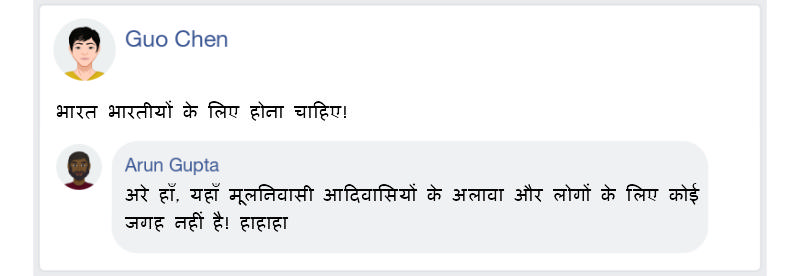 Guo Chen
भारत भारतीयों के लिए होना चाहिए!
Arun Gupta
अरे हाँ, यहाँ मूलनिवासी आदिवासियों के अलावा और लोगों के लिए कोई
जगह नहीं है! हाहाहा